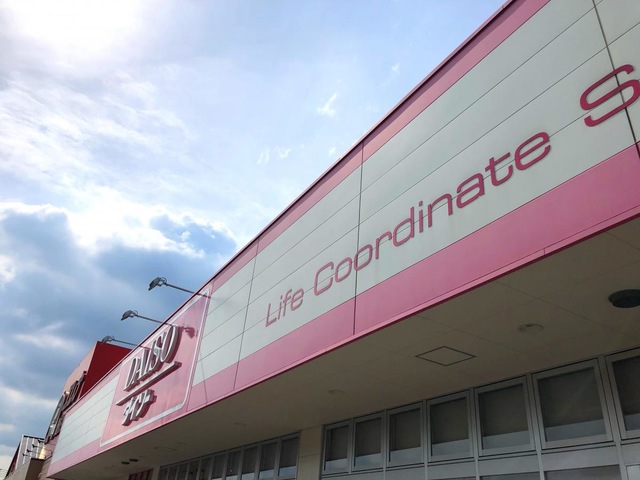 DAISO
ダイソー
Life Coordinate S